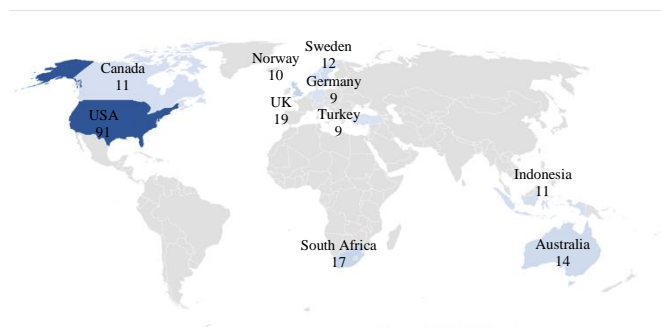 Sweden
12
Norway
10
Canada
11
Germany
9
UK
19
USA
91
Turkey
9
Indonesia
11
South Africa
17
Australia
14